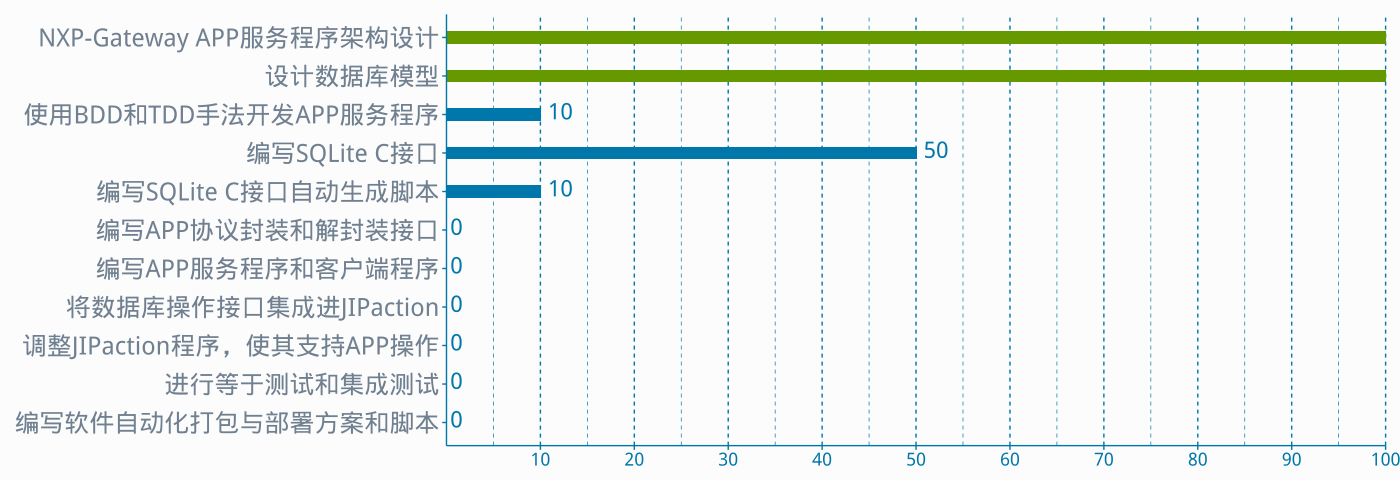 NXP-Gateway APP服务程序架构设计
设计数据库模型
使用BDD和TDD手法开发APP服务程序 10
编写SQLite C接口 50
编写SQLite C接口自动生成脚本 10
编写APP协议封装和解封装接口 0
编写APP服务程序和客户端程序 0
将数据库操作接口集成进JIPaction 0
调整JIPaction程序，使其支持APP操作 0
进行等于测试和集成测试 0
编写软件自动化打包与部署方案和脚本 0
10 20 30 40 50 60 70 80 90 100